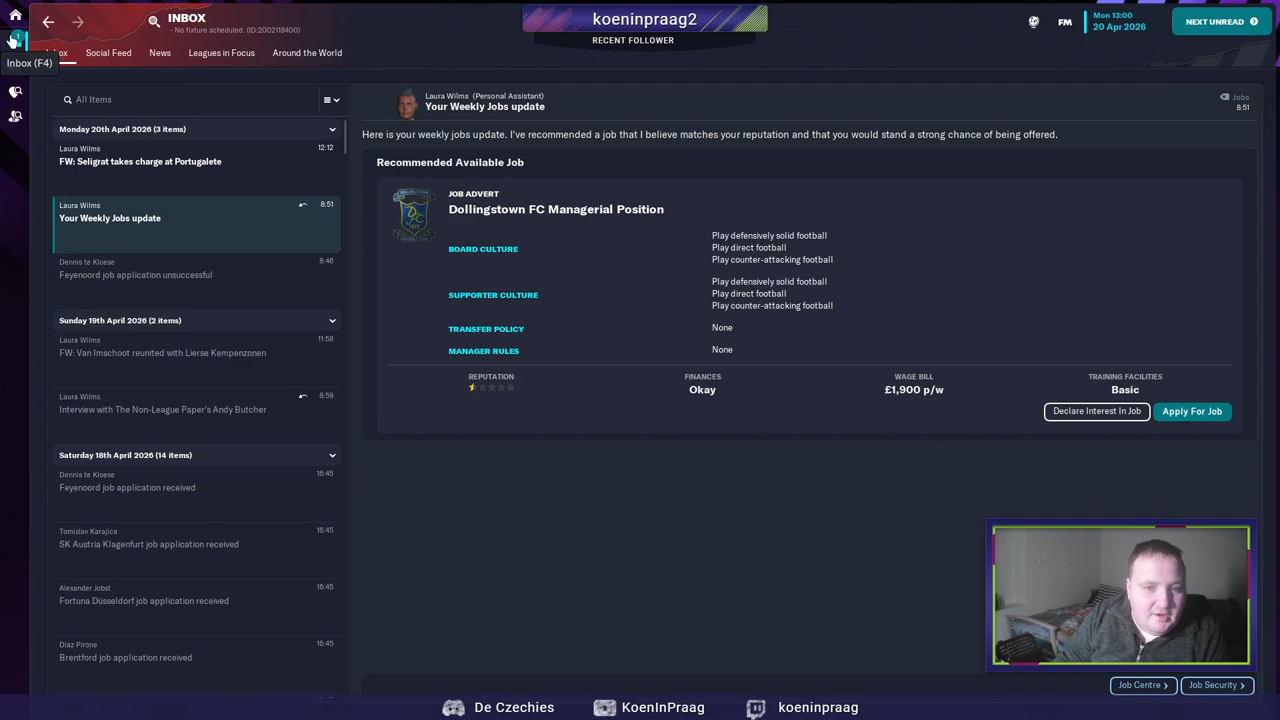 INBOX
- No fixture scheduled. (ID:2002118400)
koeninpraag2
RECENT FOLLOWER
FM
Mon 13:00
20 Apr 2026
NEXT UNREAD
1
Social Feed
News
Leagues in Focus
Around the World
Inbox (F4)
All Items
Monday 20th April 2026 (3 items)
Laura Wilms 12:12
FW: Seligrat takes charge at Portugalete
Laura Wilms 8:51
Your Weekly Jobs update
Dennis te Kloese 8:46
Feyenoord job application unsuccessful
Sunday 19th April 2026 (2 items)
Laura Wilms 11:58
FW: Van Imschoot reunited with Lierse Kempenzonen
Laura Wilms 8:59
Interview with The Non-League Paper's Andy Butcher
Saturday 18th April 2026 (14 items)
Dennis te Kloese 16:45
Feyenoord job application received
Tomislav Karajica 16:45
SK Austria Klagenfurt job application received
Alexander Jobst 16:45
Fortuna Düsseldorf job application received
Diaz Pirone 16:45
Brentford job application received
Laura Wilms (Personal Assistant)
Your Weekly Jobs update
Jobs
8:51
Here is your weekly jobs update. I've recommended a job that I believe matches your reputation and that you would stand a strong chance of being offered.
Recommended Available Job
JOB ADVERT
Dollingstown FC Managerial Position
BOARD CULTURE
Play defensively solid football
Play direct football
Play counter-attacking football
SUPPORTER CULTURE
Play defensively solid football
Play direct football
Play counter-attacking football
TRANSFER POLICY None
MANAGER RULES None
REPUTATION
FINANCES
Okay
WAGE BILL
£1,900 p/w
TRAINING FACILITIES
Basic
Declare Interest In Job
Apply For Job
Job Centre
Job Security
De Czechies
KoenInPraag
koeninpraag